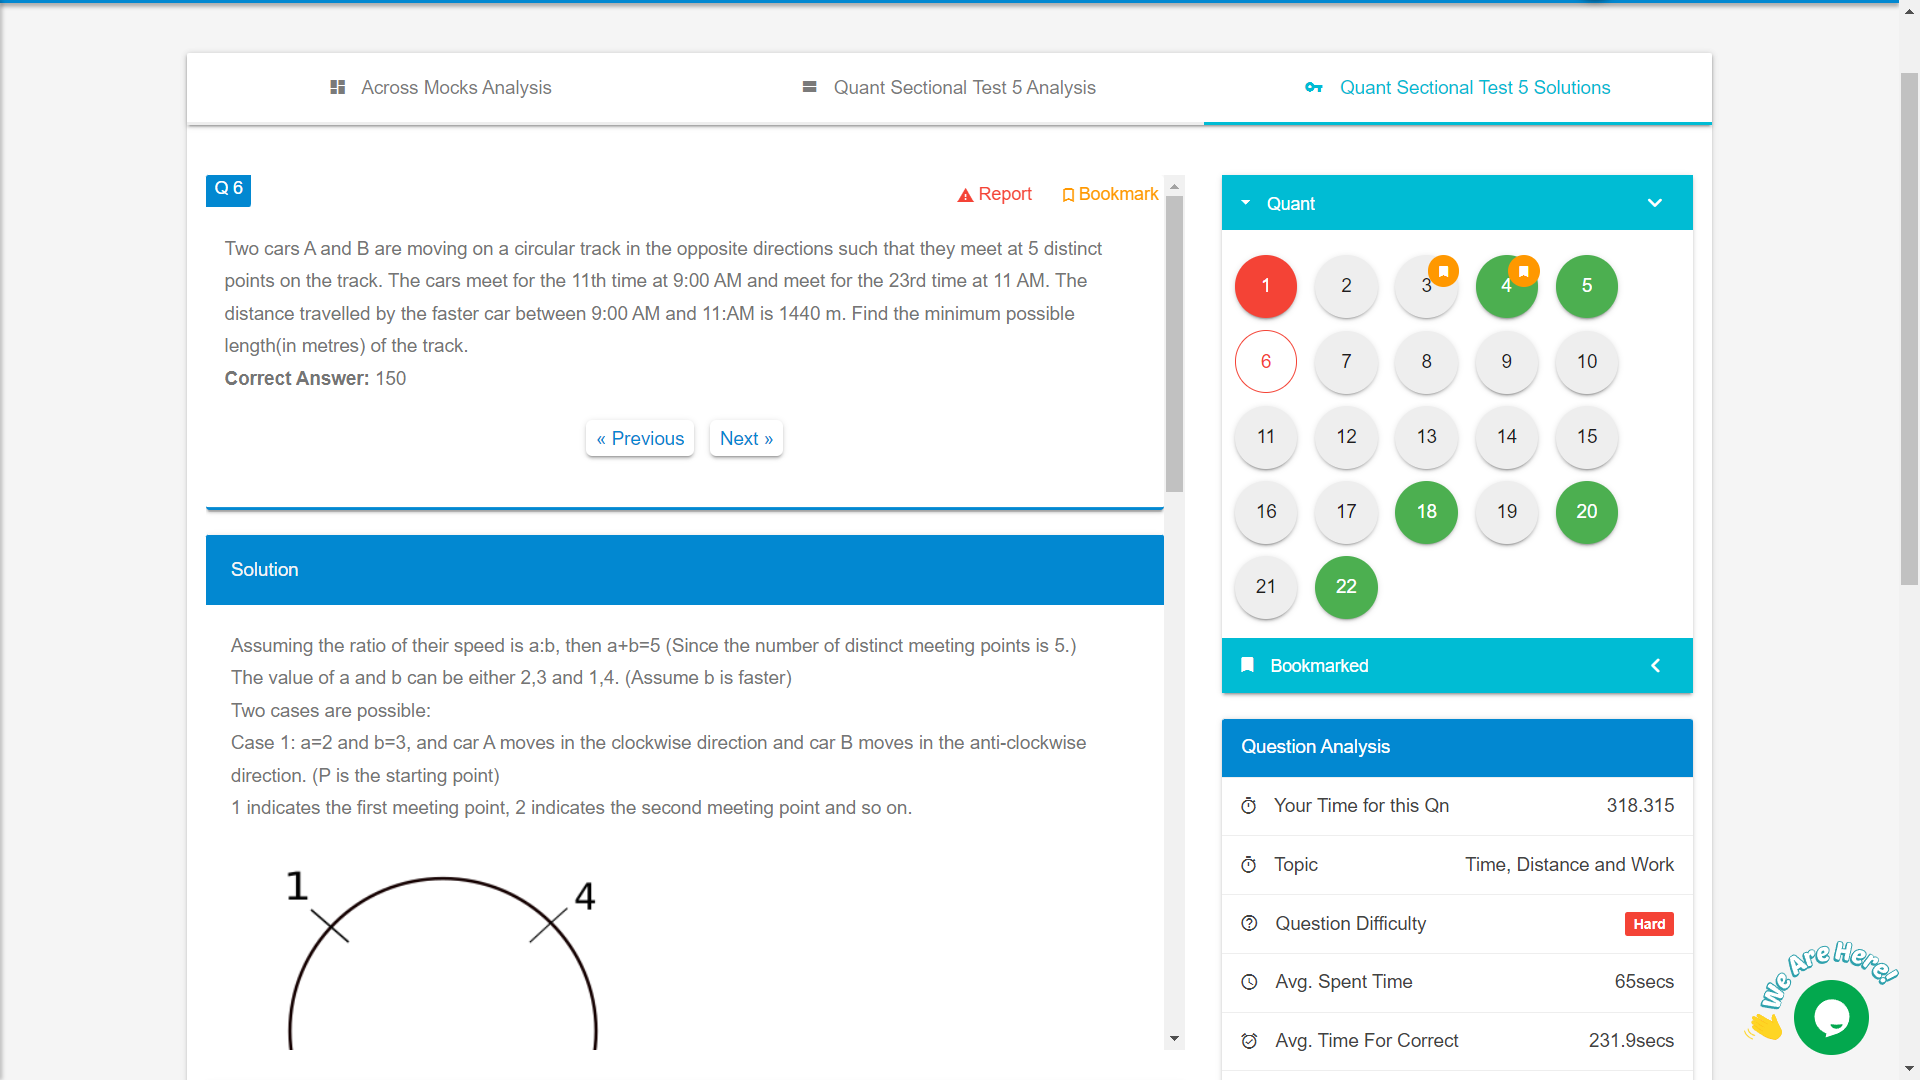 Across Mocks Analysis
Quant Sectional Test 5 Analysis
Quant Sectional Test 5 Solutions
Q 6
Report
Bookmark
Two cars A and B are moving on a circular track in the opposite directions such that they meet at 5 distinct
points on the track. The cars meet for the 11th time at 9:00 AM and meet for the 23rd time at 11 AM. The
distance travelled by the faster car between 9:00 AM and 11:AM is 1440 m. Find the minimum possible
length(in metres) of the track.
Correct Answer: 150
« Previous
Next »
Solution
Assuming the ratio of their speed is a:b, then a+b=5 (Since the number of distinct meeting points is 5.)
The value of a and b can be either 2,3 and 1,4. (Assume b is faster)
Two cases are possible:
Case 1: a=2 and b=3, and car A moves in the clockwise direction and car B moves in the anti-clockwise
direction. (P is the starting point)
1 indicates the first meeting point, 2 indicates the second meeting point and so on.
1
4
Quant
1 2 3 4 5
6 7 8 9 10
11 12 13 14 15
16 17 18 19 20
21 22
Bookmarked
Question Analysis
Your Time for this Qn 318.315
Topic Time, Distance and Work
Question Difficulty Hard
Avg. Spent Time 65secs
Avg. Time For Correct 231.9secs
We Are Here!